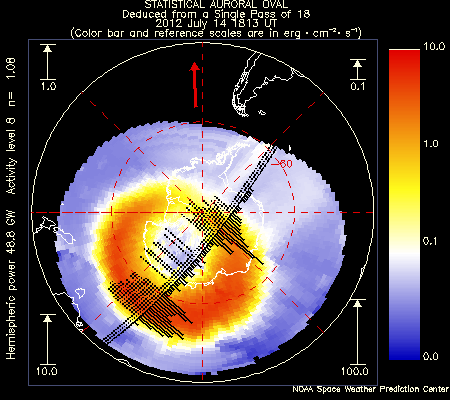 STATISTICAL AURORAL OVAL
Deduced from a Single Pass of 18
2012 July 14 1813 UT
(Color bar and reference scales are in erg·cm⁻²·s⁻¹)
Hemispheric power 48.8 GW Activity level 8 n= 1.08
1.0
0.1
10.0
100.0
-60
10.0
1.0
0.1
0.0
NOAA Space Weather Prediction Center